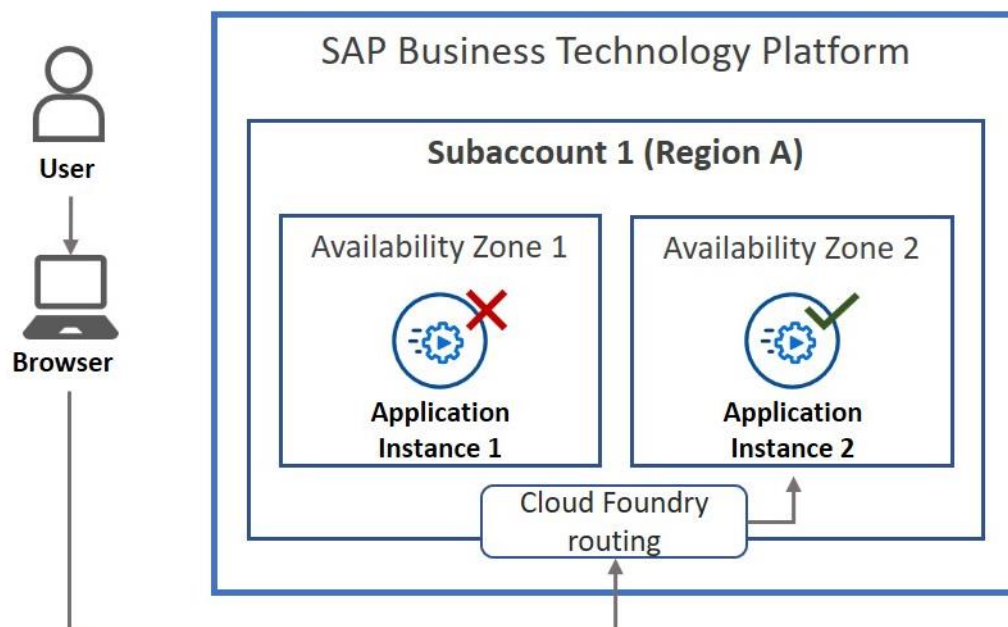 SAP Business Technology Platform
User
Browser
Subaccount 1 (Region A)
Availability Zone 1
Application
Instance 1
Availability Zone 2
Application
Instance 2
Cloud Foundry
routing